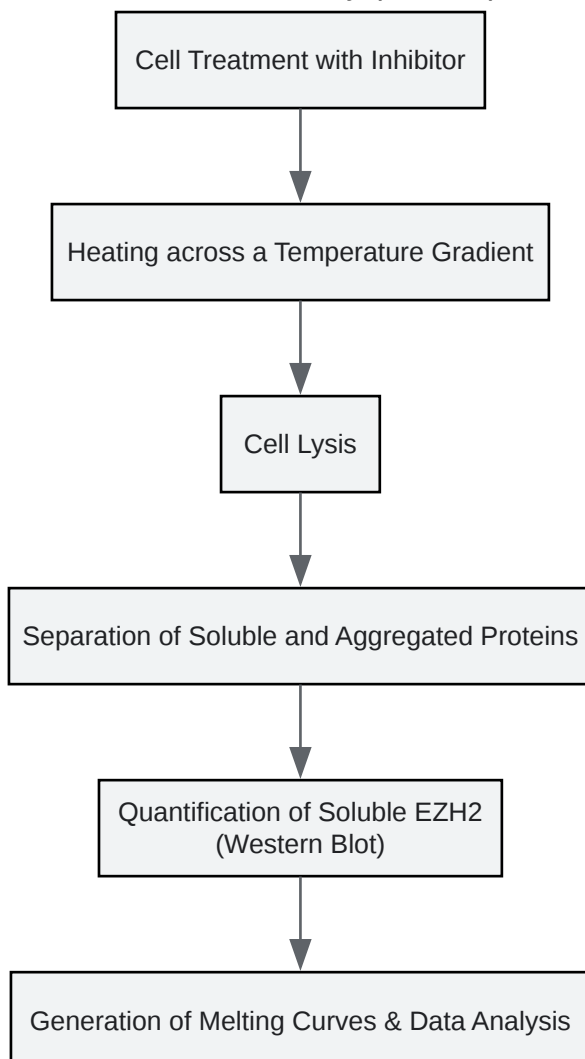 Cell Treatment with Inhibitor
Heating across a Temperature Gradient
Cell Lysis
Separation of Soluble and Aggregated Proteins
Quantification of Soluble EZH2
(Western Blot)
Generation of Melting Curves & Data Analysis